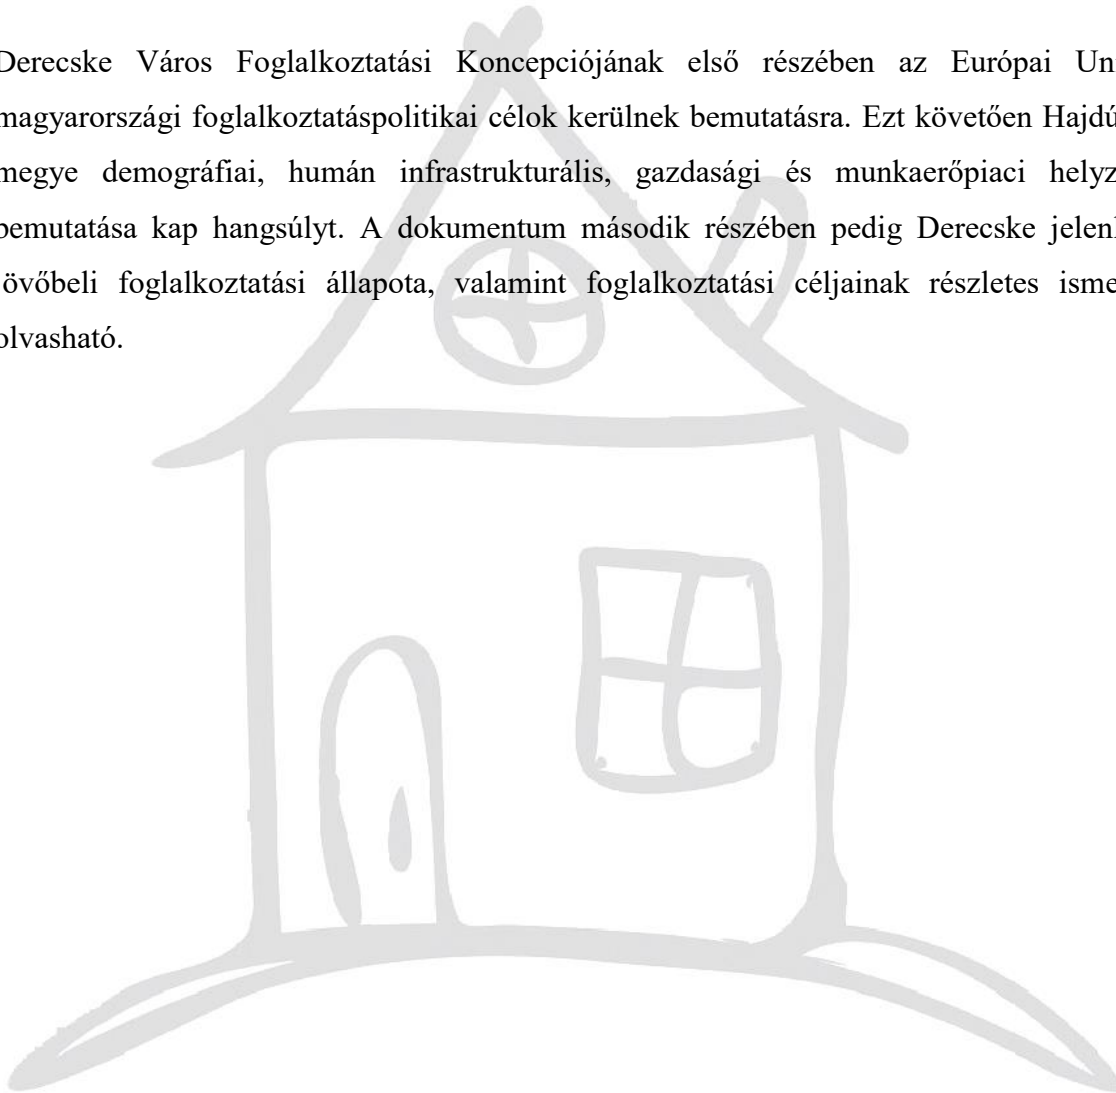 Derecske Város Foglalkoztatási Koncepciójának első részében az Európai Un
magyarországi foglalkoztatáspolitikai célok kerülnek bemutatásra. Ezt követően Hajdú
megye demográfiai, humán infrastrukturális, gazdasági és munkaerőpiaci helyz
bemutatása kap hangsúlyt. A dokumentum második részében pedig Derecske jelen
övőbeli foglalkoztatási állapota, valamint foglalkoztatási céljainak részletes isme
olvasható.